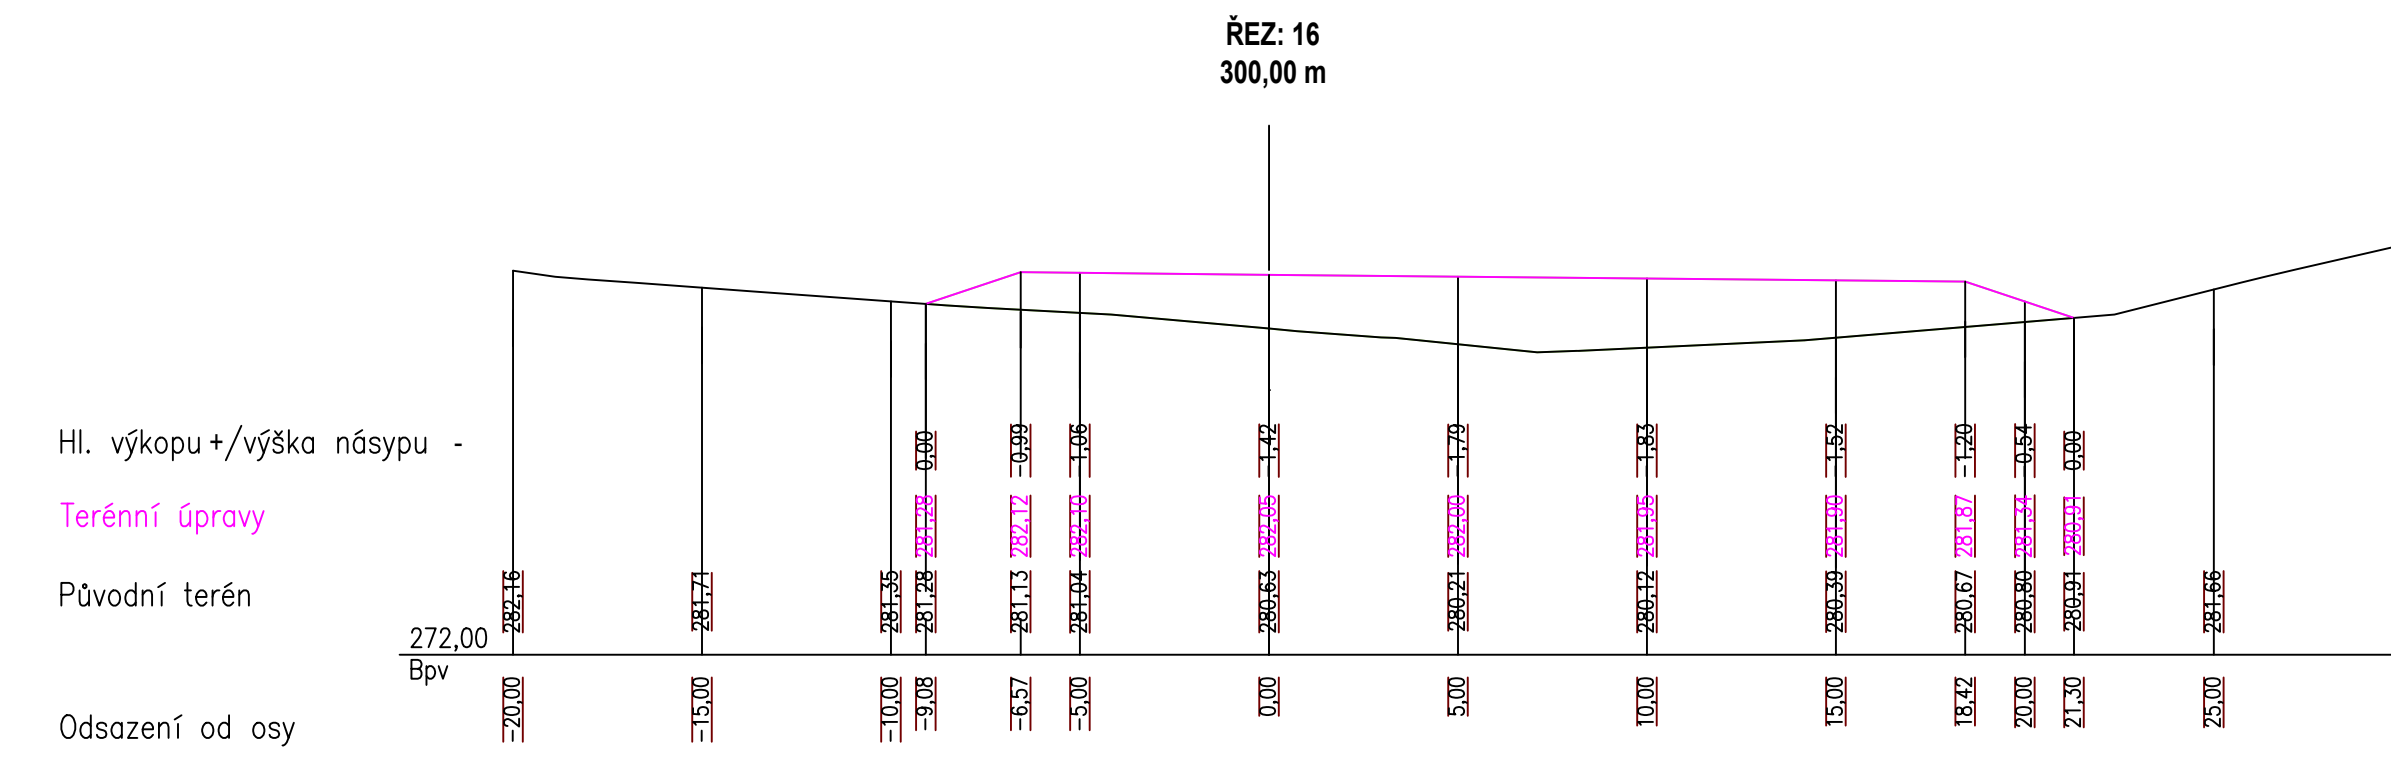 ŘEZ: 16
300,00 m
Hl. výkopu +/výška násypu -
0,00 -0,99 -1,06 -1,42 -1,79 -1,83 -1,52 -1,20 -0,54 0,00
Terénní úpravy
281,28 282,12 282,10 282,05 282,00 281,95 281,90 281,87 281,34 280,91
Původní terén
282,16 281,71 281,35 281,28 281,13 281,04 280,63 280,21 280,12 280,39 280,67 280,80 280,91 281,66
272,00
Bpv
Odsazení od osy
-20,00 -15,00 -10,00 -9,08 -6,57 -5,00 0,00 5,00 10,00 15,00 18,42 20,00 21,30 25,00